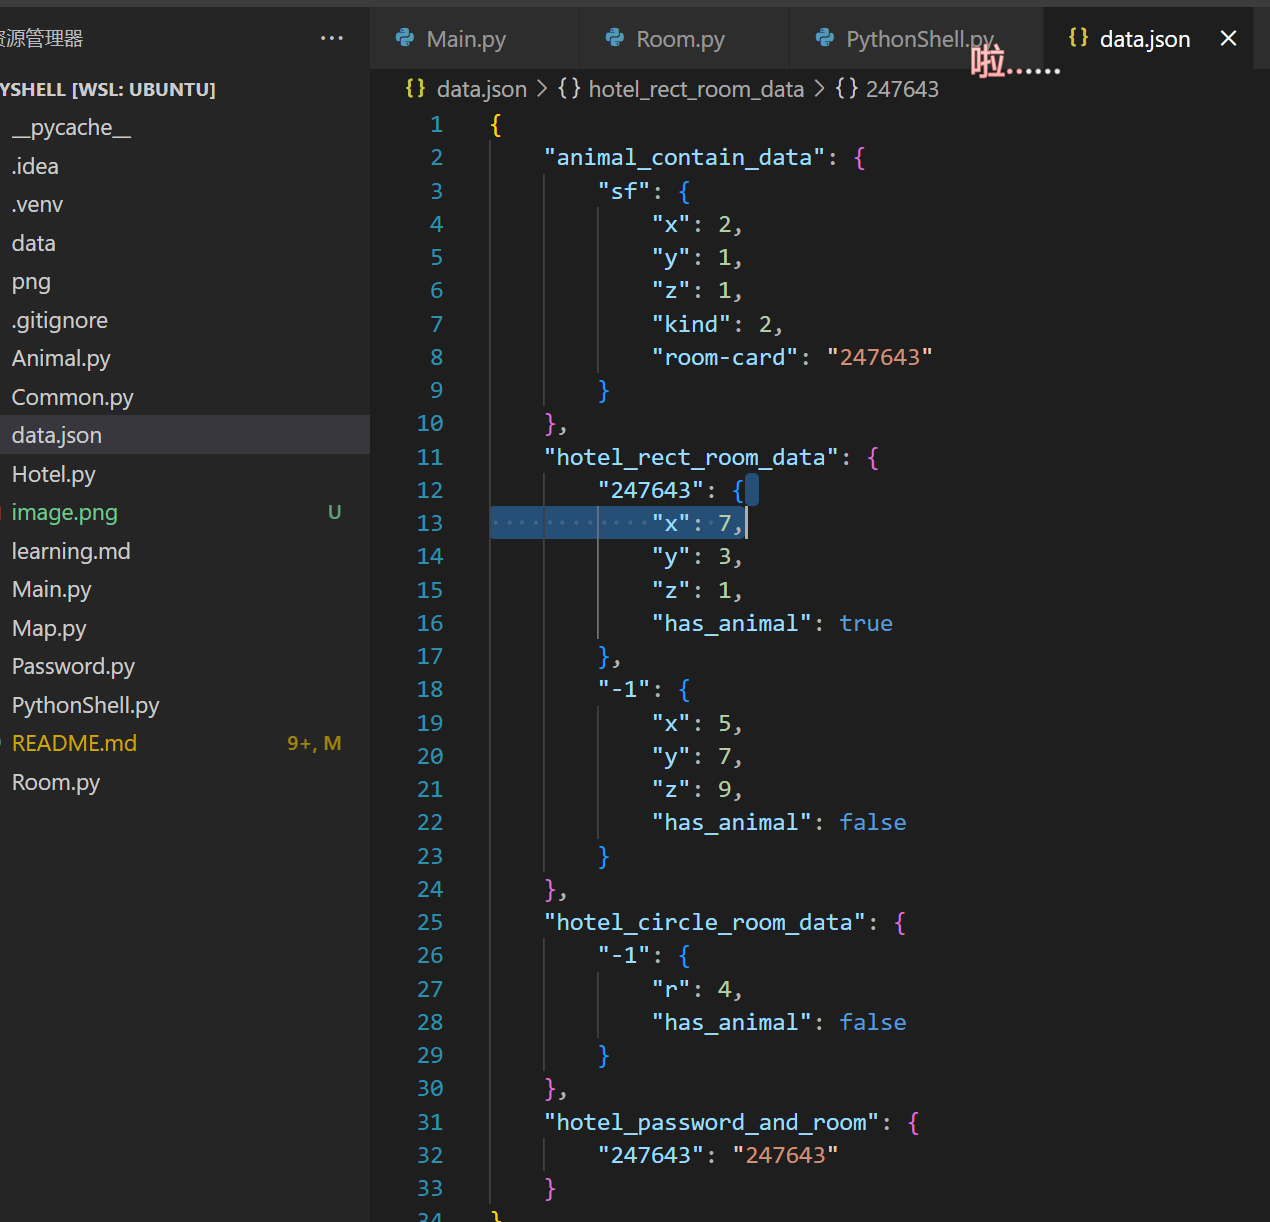 资源管理器 ...
YSHELL [WSL: UBUNTU]
__pycache__
.idea
.venv
data
png
.gitignore
Animal.py
Common.py
data.json
Hotel.py
image.png U
learning.md
Main.py
Map.py
Password.py
PythonShell.py
README.md 9+, M
Room.py
Main.py Room.py PythonShell.py {} data.json ×
啦……
{} data.json > {} hotel_rect_room_data > {} 247643
1 {
2 "animal_contain_data": {
3 "sf": {
4 "x": 2,
5 "y": 1,
6 "z": 1,
7 "kind": 2,
8 "room-card": "247643"
9 }
10 },
11 "hotel_rect_room_data": {
12 "247643": {
13 "x": 7,
14 "y": 3,
15 "z": 1,
16 "has_animal": true
17 },
18 "-1": {
19 "x": 5,
20 "y": 7,
21 "z": 9,
22 "has_animal": false
23 }
24 },
25 "hotel_circle_room_data": {
26 "-1": {
27 "r": 4,
28 "has_animal": false
29 }
30 },
31 "hotel_password_and_room": {
32 "247643": "247643"
33 }
34 }